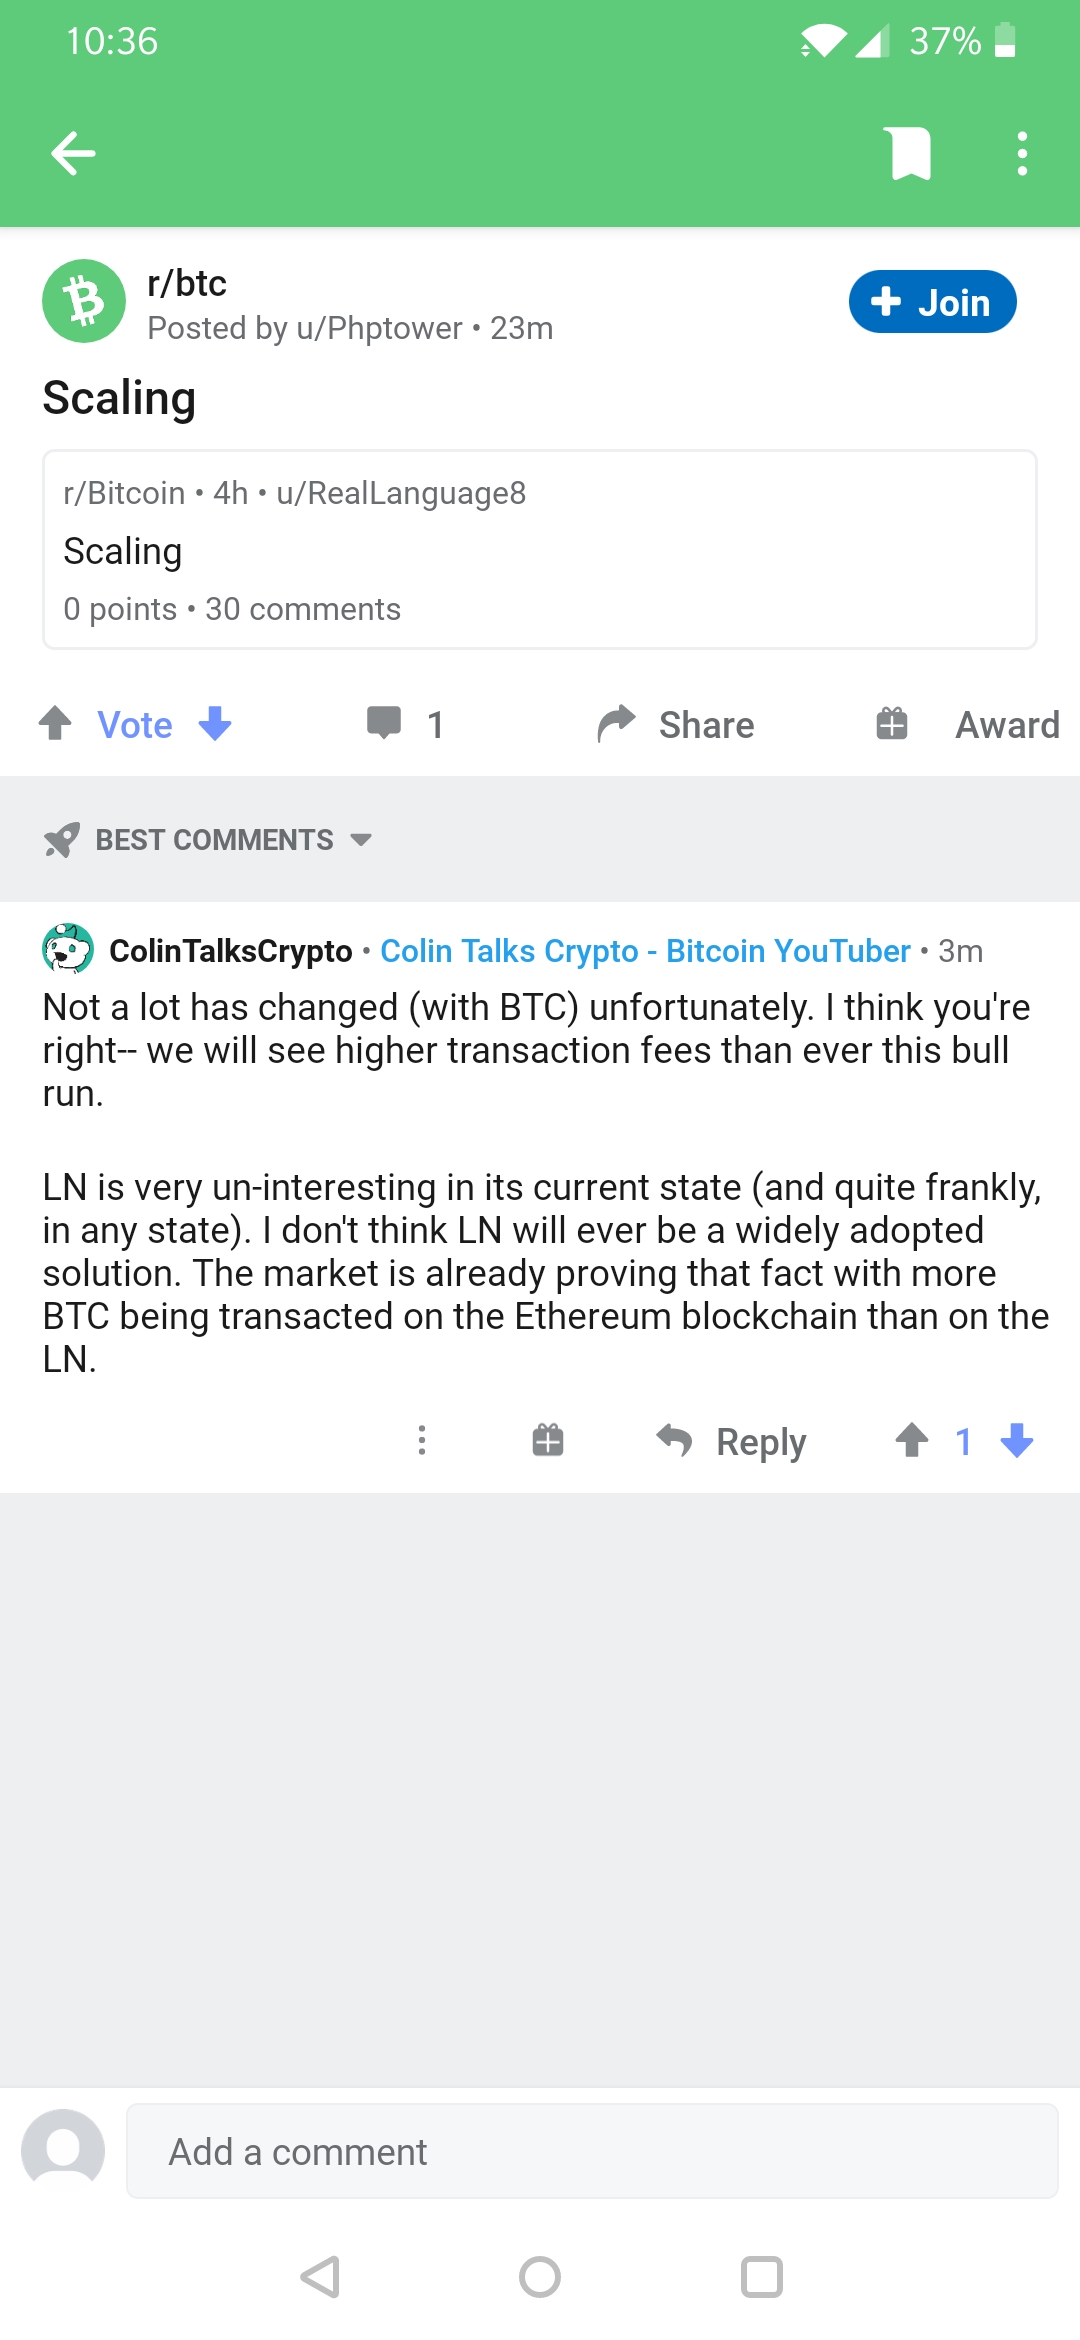 10:36
37%
r/btc
Posted by u/Phptower • 23m
+ Join
Scaling
r/Bitcoin • 4h • u/RealLanguage8
Scaling
0 points • 30 comments
Vote
1
Share
Award
BEST COMMENTS
ColinTalksCrypto • Colin Talks Crypto - Bitcoin YouTuber • 3m
Not a lot has changed (with BTC) unfortunately. I think you're
right-- we will see higher transaction fees than ever this bull
run.
LN is very un-interesting in its current state (and quite frankly,
in any state). I don't think LN will ever be a widely adopted
solution. The market is already proving that fact with more
BTC being transacted on the Ethereum blockchain than on the
LN.
Reply
1
Add a comment